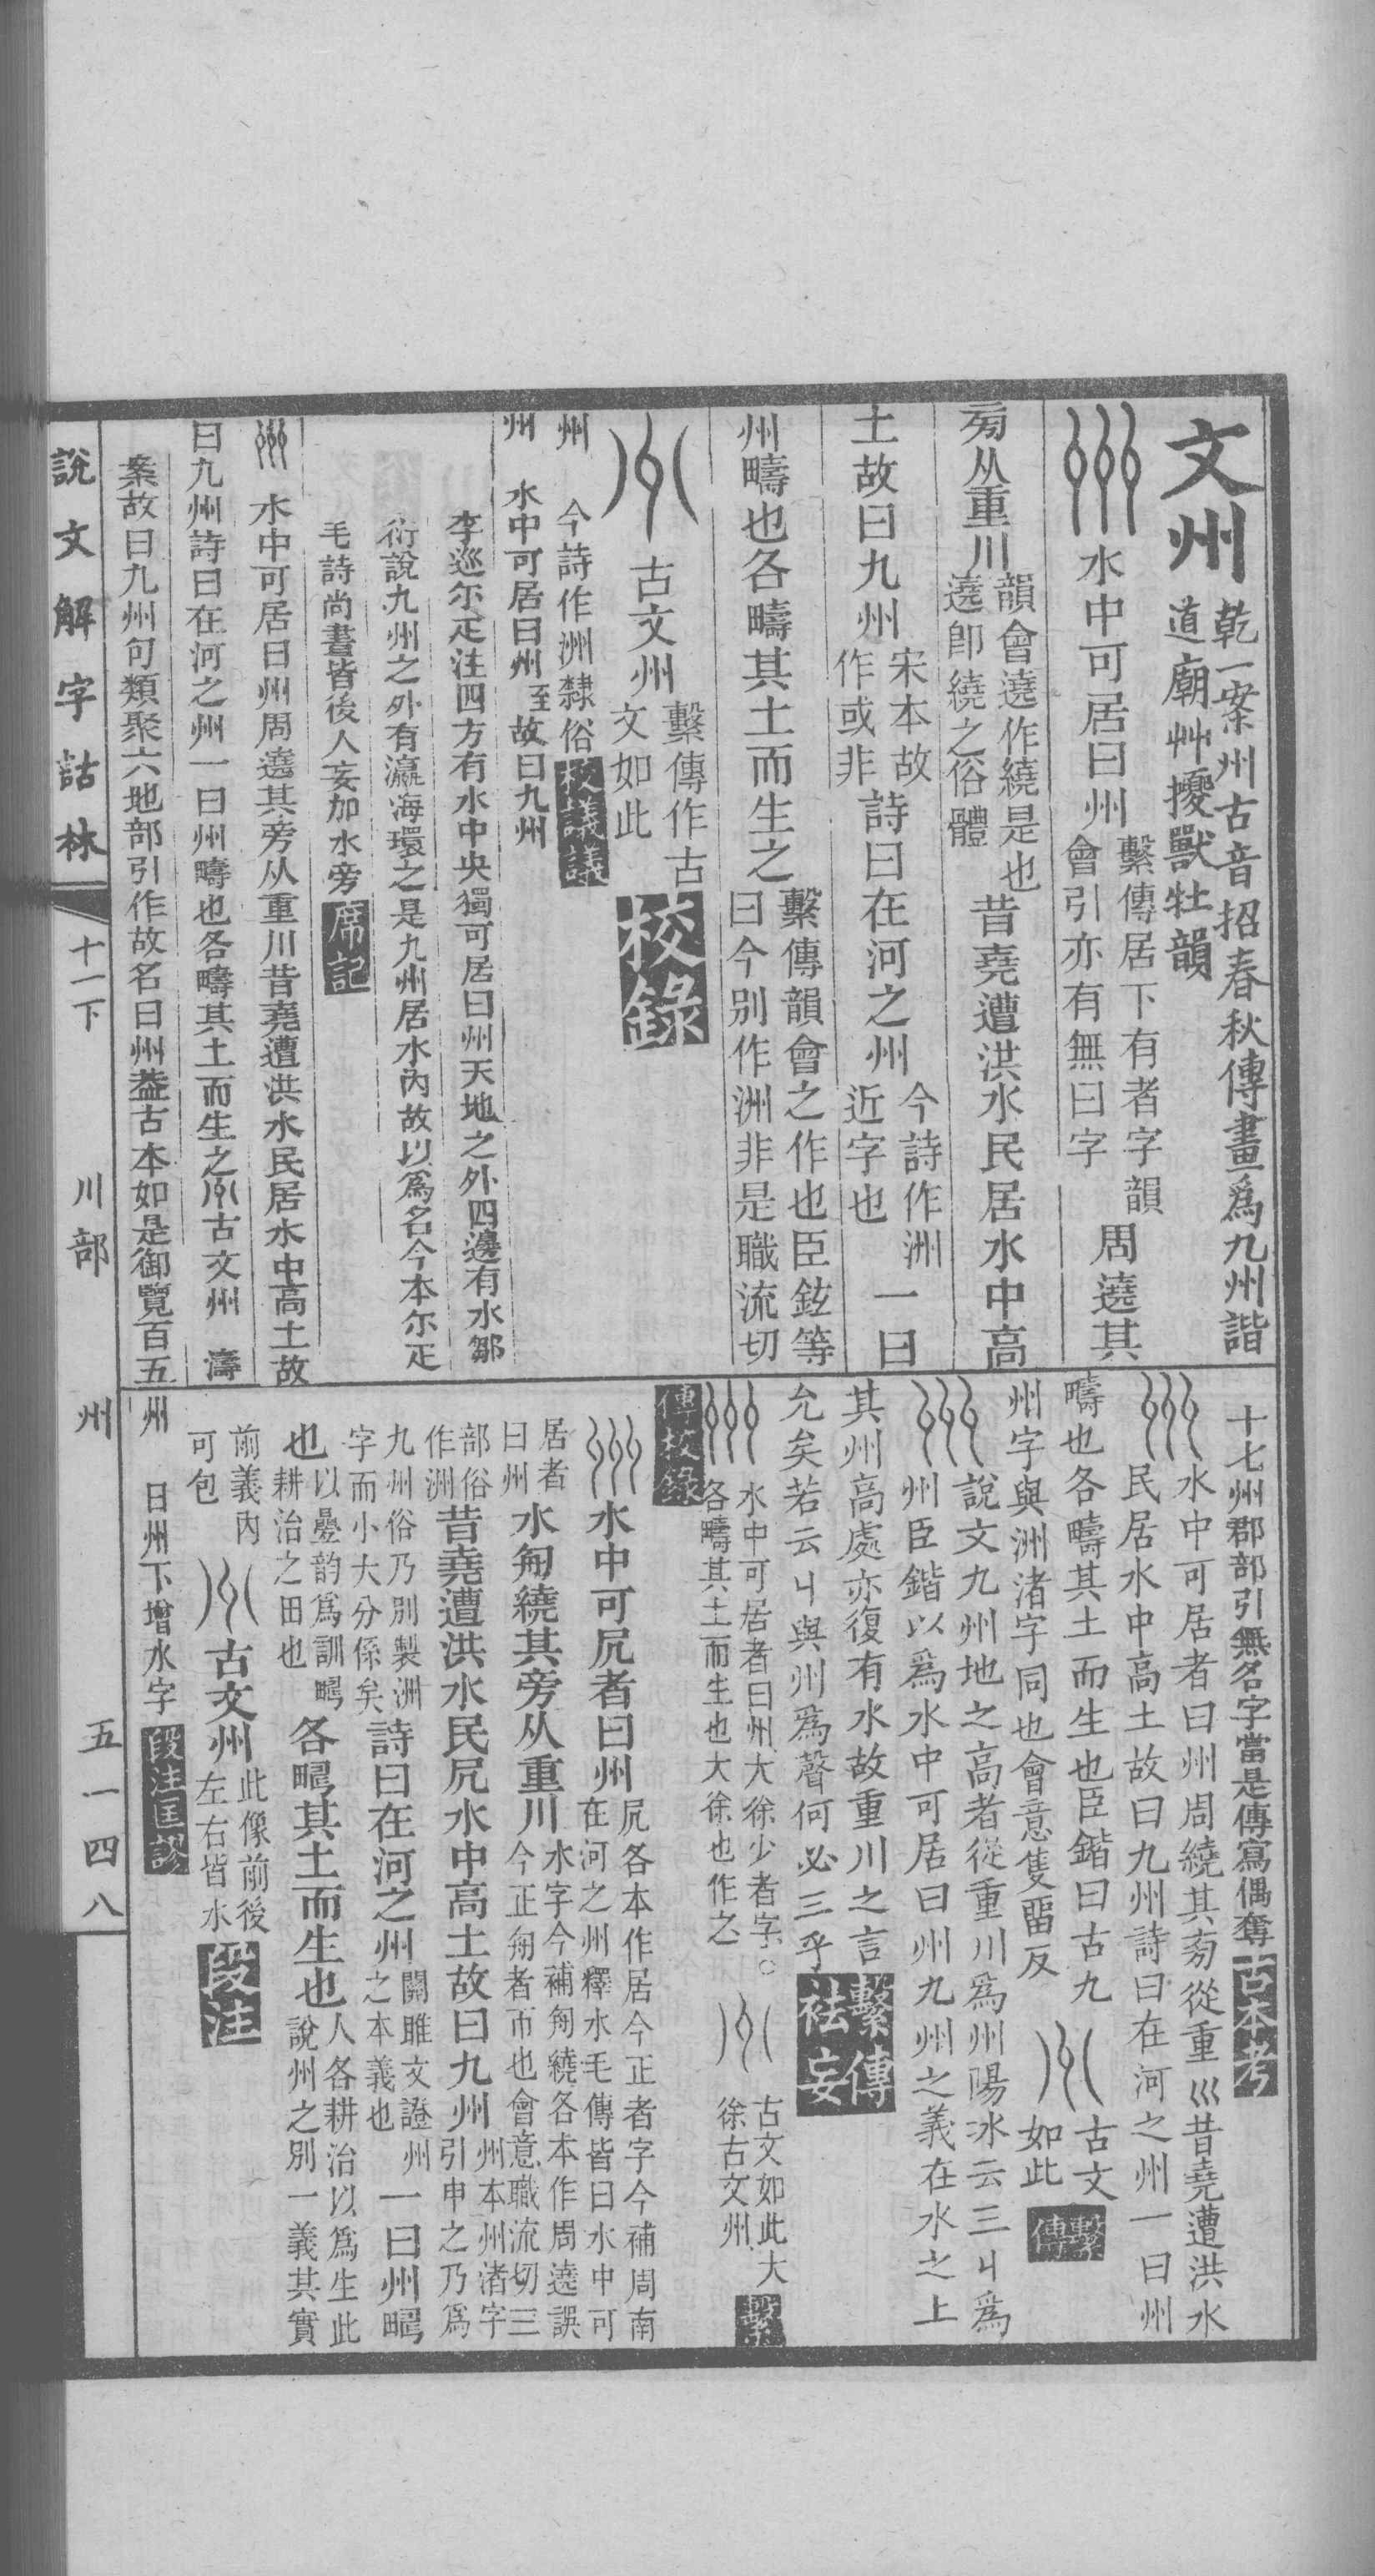 文州乾一案州古音招春秋傳畫爲九州諧
道廟艸擾獸牡韻
水中可居曰州繫傳居下有者字韻
會引亦有無曰字周遶其
㫄从重川韻會遶作繞是也
遶卽繞之俗體昔堯遭洪水民居水中高
土故曰九州宋本故
作或非詩曰在河之州今詩作洲
近字也一曰
州疇也各疇其土而生之繫傳韻會之作也臣鉉等
曰今别作洲非是職流切
古文州繫傳作古
文如此校錄
州 今詩作洲隸俗校議議
州 水中可居曰州至故曰九州
李巡尔疋注四方有水中央獨可居曰州天地之外四邊有水鄒
衍說九州之外有瀛海環之是九州居水內故以爲名今本尔疋
毛詩尚書皆後人妄加水旁席記
水中可居曰州周遶其旁从重川昔堯遭洪水民居水中高土故
曰九州詩曰在河之州一曰州疇也各疇其土而生之 古文州 濤
案故曰九州句類聚六地部引作故名曰州葢古本如是御覽百五
十七州郡部引無名字當是傳寫偶奪古本考
水中可居者曰州周繞其㫄從重巛昔堯遭洪水
民居水中高土故曰九州詩曰在河之州一曰州
疇也各疇其土而生也臣鍇曰古九
州字與洲渚字同也會意隻畱反 古文
如此繫傳
說文九州地之高者從重川爲州陽冰云三丩爲
州臣鍇以爲水中可居曰州九州之義在水之上
其州高處亦復有水故重川之言
允矣若云丩與州爲聲何必三乎繫傳
袪妄
水中可居者曰州大徐少者字○
各疇其土而生也大徐也作之 古文如此大
徐古文州 繫
傳校錄
水中可凥者曰州凥各本作居今正者字今補周南
在河之州釋水毛傳皆曰水中可
居者
曰州水匊繞其旁从重川水字今補匊繞各本作周遶誤
今正匊者帀也會意職流切三
部俗
作洲昔堯遭洪水民凥水中高土故曰九州州本州渚字
引申之乃爲
九州俗乃別製洲
字而小大分係矣詩曰在河之州關雎文證州
之本義也一曰州疇
也以疊韵爲訓疇
耕治之田也各疇其土而生也人各耕治以爲生此
說州之別一義其實
前義內
可包 古文州此像前後
左右皆水段注
州 曰州下增水字段注匡謬
說文解字詁林 十一下 川部 州 五一四八